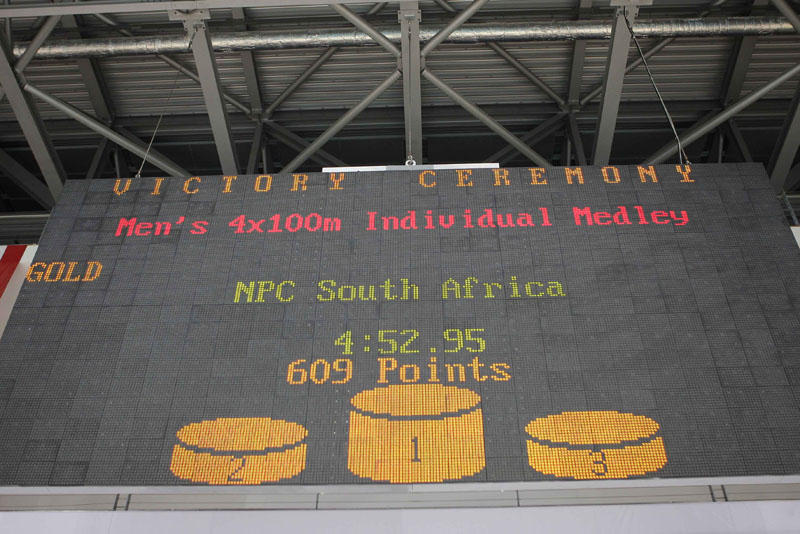 VICTORY CEREMONY
Men's 4x100m Individual Medley
GOLD
NPC South Africa
4:52.95
609 Points
2 1 3